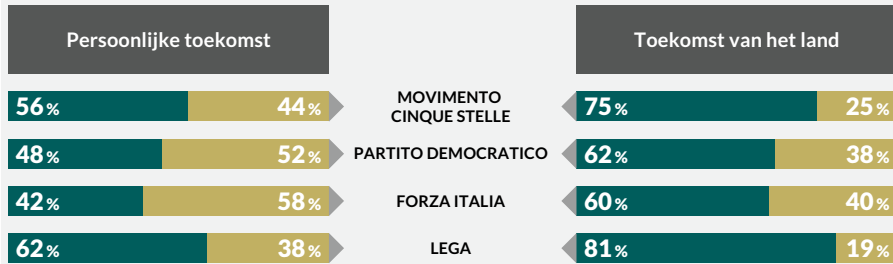 Persoonlijke toekomst
Toekomst van het land
56% 44% MOVIMENTO CINQUE STELLE 75% 25%
48% 52% PARTITO DEMOCRATICO 62% 38%
42% 58% FORZA ITALIA 60% 40%
62% 38% LEGA 81% 19%